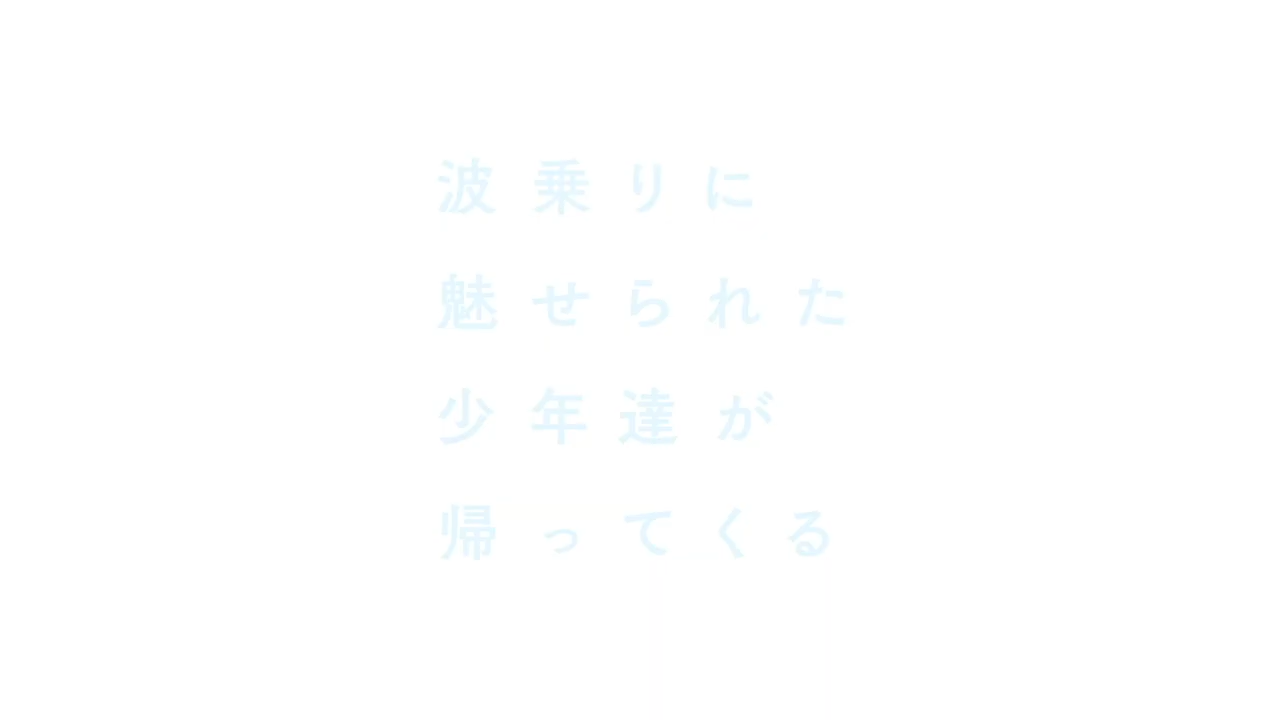 波乗りに
魅せられた
少年達が
帰ってくる